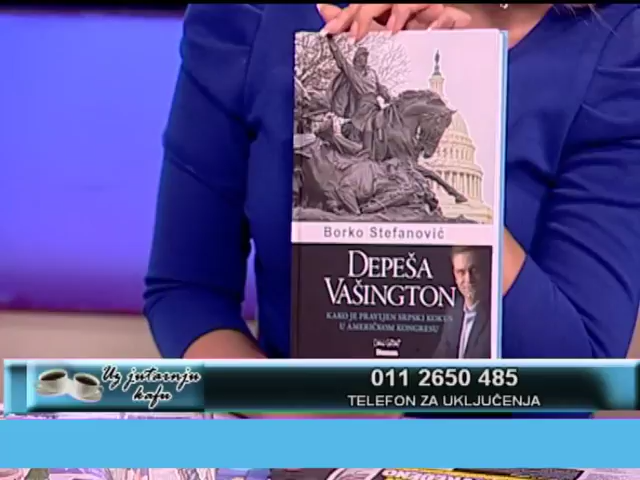 Borko Stefanović
DEPEŠA
VAŠINGTON
KAKO JE PRAVLJEN SRPSKI KOKUS
U AMERIČKOM KONGRESU
Uz jutarnju
kafu
011 2650 485
TELEFON ZA UKLJUČENJA